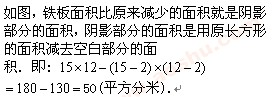 如图，铁板面积比原来减少的面积就是阴影
部分的面积，阴影部分的面积是用原长方形
的面积减去空白部分的面
积．即：15×12−(15−2)×(12−2)
=180−130=50(平方分米)．